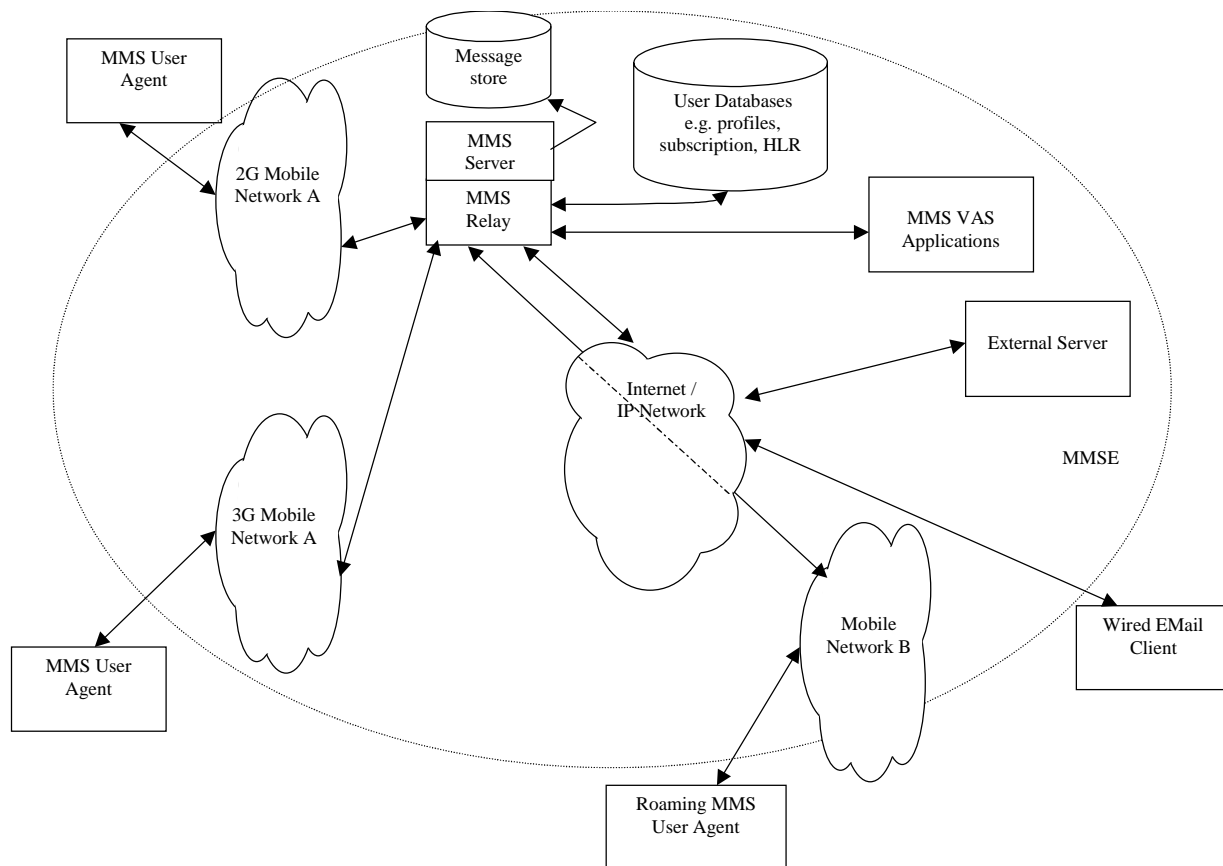 MMS User
Agent
Message
store
User Databases
e.g. profiles,
subscription, HLR
MMS
Server
2G Mobile
Network A
MMS
Relay
MMS VAS
Applications
External Server
Internet /
IP Network
MMSE
3G Mobile
Network A
Mobile
Network B
Wired EMail
Client
MMS User
Agent
Roaming MMS
User Agent